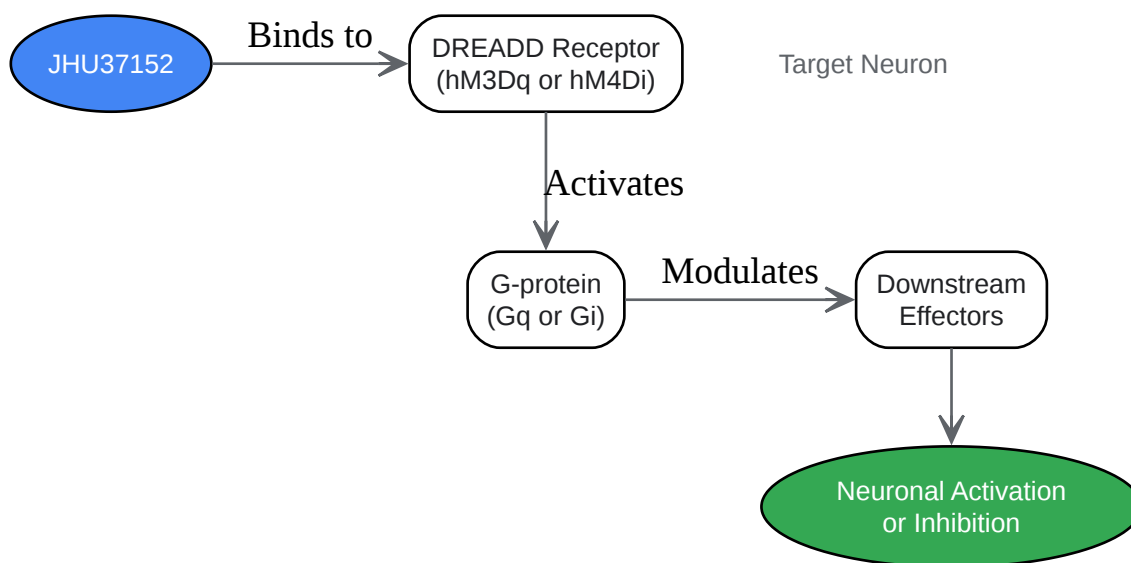 JHU37152
Binds to
DREADD Receptor
(hM3Dq or hM4Di)
Target Neuron
Activates
G-protein
(Gq or Gi)
Modulates
Downstream
Effectors
Neuronal Activation
or Inhibition